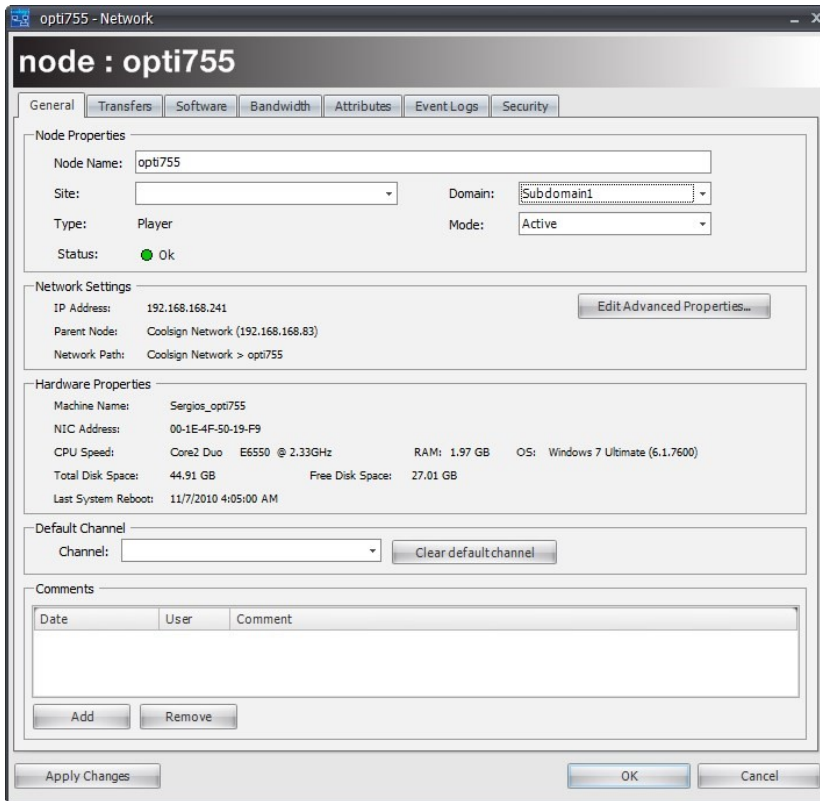 opti755 - Network
node : opti755
General Transfers Software Bandwidth Attributes Event Logs Security
Node Properties
Node Name: opti755
Site: Domain: Subdomain1
Type: Player Mode: Active
Status: Ok
Network Settings
IP Address: 192.168.168.241 Edit Advanced Properties...
Parent Node: Coolsign Network (192.168.168.83)
Network Path: Coolsign Network > opti755
Hardware Properties
Machine Name: Sergios_opti755
NIC Address: 00-1E-4F-50-19-F9
CPU Speed: Core2 Duo E6550 @ 2.33GHz RAM: 1.97 GB OS: Windows 7 Ultimate (6.1.7600)
Total Disk Space: 44.91 GB Free Disk Space: 27.01 GB
Last System Reboot: 11/7/2010 4:05:00 AM
Default Channel
Channel: Clear default channel
Comments
Date User Comment
Add Remove
Apply Changes OK Cancel